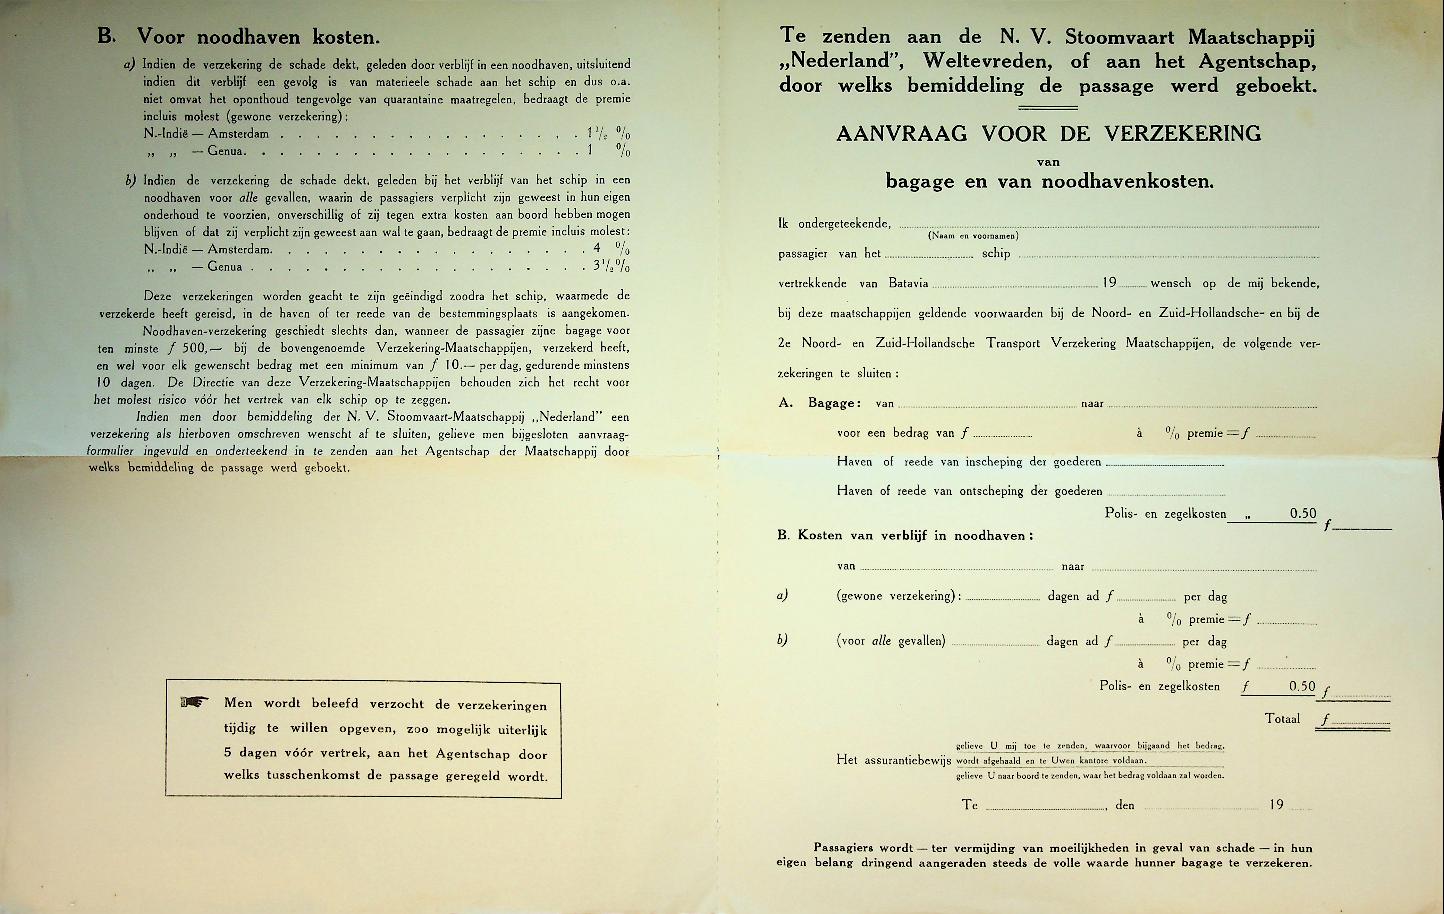 B. Voor noodhaven kosten.
a) Indien de verzekering de schade dekt, geleden door verblijf in een noodhaven, uitsluitend
indien dit verblijf een gevolg is van materieele schade aan het schip en dus o.a.
niet omvat het oponthoud tengevolge van quarantaine maatregelen, bedraagt de premie
incluis molest (gewone verzekering):
N.-Indië — Amsterdam . . . . . . . . . . . . . . . . . 1½ %
„ „ — Genua. . . . . . . . . . . . . . . . . . . 1 %
b) Indien de verzekering de schade dekt, geleden bij het verblijf van het schip in een
noodhaven voor alle gevallen, waarin de passagiers verplicht zijn geweest in hun eigen
onderhoud te voorzien, onverschillig of zij tegen extra kosten aan boord hebben mogen
blijven of dat zij verplicht zijn geweest aan wal te gaan, bedraagt de premie incluis molest:
N.-Indië — Amsterdam. . . . . . . . . . . . . . . . . . 4 %
„ „ — Genua . . . . . . . . . . . . . . . . . . . 3½%
Deze verzekeringen worden geacht te zijn geëindigd zoodra het schip, waarmede de
verzekerde heeft gereisd, in de haven of ter reede van de bestemmingsplaats is aangekomen.
Noodhaven-verzekering geschiedt slechts dan, wanneer de passagier zijne bagage voor
ten minste f 500,— bij de bovengenoemde Verzekering-Maatschappijen, verzekerd heeft,
en wel voor elk gewenscht bedrag met een minimum van f 10.— per dag, gedurende minstens
10 dagen. De Directie van deze Verzekering-Maatschappijen behouden zich het recht voor
het molest risico vóór het vertrek van elk schip op te zeggen.
Indien men door bemiddeling der N. V. Stoomvaart-Maatschappij „Nederland” een
verzekering als hierboven omschreven wenscht af te sluiten, gelieve men bijgesloten aanvraag-
formulier ingevuld en onderteekend in te zenden aan het Agentschap der Maatschappij door
welks bemiddeling de passage werd geboekt.
☛ Men wordt beleefd verzocht de verzekeringen
tijdig te willen opgeven, zoo mogelijk uiterlijk
5 dagen vóór vertrek, aan het Agentschap door
welks tusschenkomst de passage geregeld wordt.
Te zenden aan de N. V. Stoomvaart Maatschappij
„Nederland”, Weltevreden, of aan het Agentschap,
door welks bemiddeling de passage werd geboekt.
AANVRAAG VOOR DE VERZEKERING
van
bagage en van noodhavenkosten.
Ik ondergeteekende, ..........
(Naam en voornamen)
passagier van het .......... schip ..........
vertrekkende van Batavia .......... 19 ..... wensch op de mij bekende,
bij deze maatschappijen geldende voorwaarden bij de Noord- en Zuid-Hollandsche- en bij de
2e Noord- en Zuid-Hollandsche Transport Verzekering Maatschappijen, de volgende ver-
zekeringen te sluiten :
A. Bagage: van .......... naar ..........
voor een bedrag van f .......... à % premie = f ..........
Haven of reede van inscheping der goederen ..........
Haven of reede van ontscheping der goederen ..........
Polis- en zegelkosten „ 0.50 f
B. Kosten van verblijf in noodhaven :
van .......... naar ..........
a) (gewone verzekering) : .......... dagen ad f .......... per dag
à % premie = f ..........
b) (voor alle gevallen) .......... dagen ad f .......... per dag
à % premie = f ..........
Polis- en zegelkosten f 0.50 f ..........
Totaal f ..........
gelieve U mij toe te zenden, waarvoor bijgaand het bedrag.
Het assurantiebewijs wordt afgehaald en te Uwen kantore voldaan.
gelieve U naar boord te zenden, waar het bedrag voldaan zal worden.
Te .........., den .......... 19 .....
Passagiers wordt — ter vermijding van moeilijkheden in geval van schade — in hun
eigen belang dringend aangeraden steeds de volle waarde hunner bagage te verzekeren.